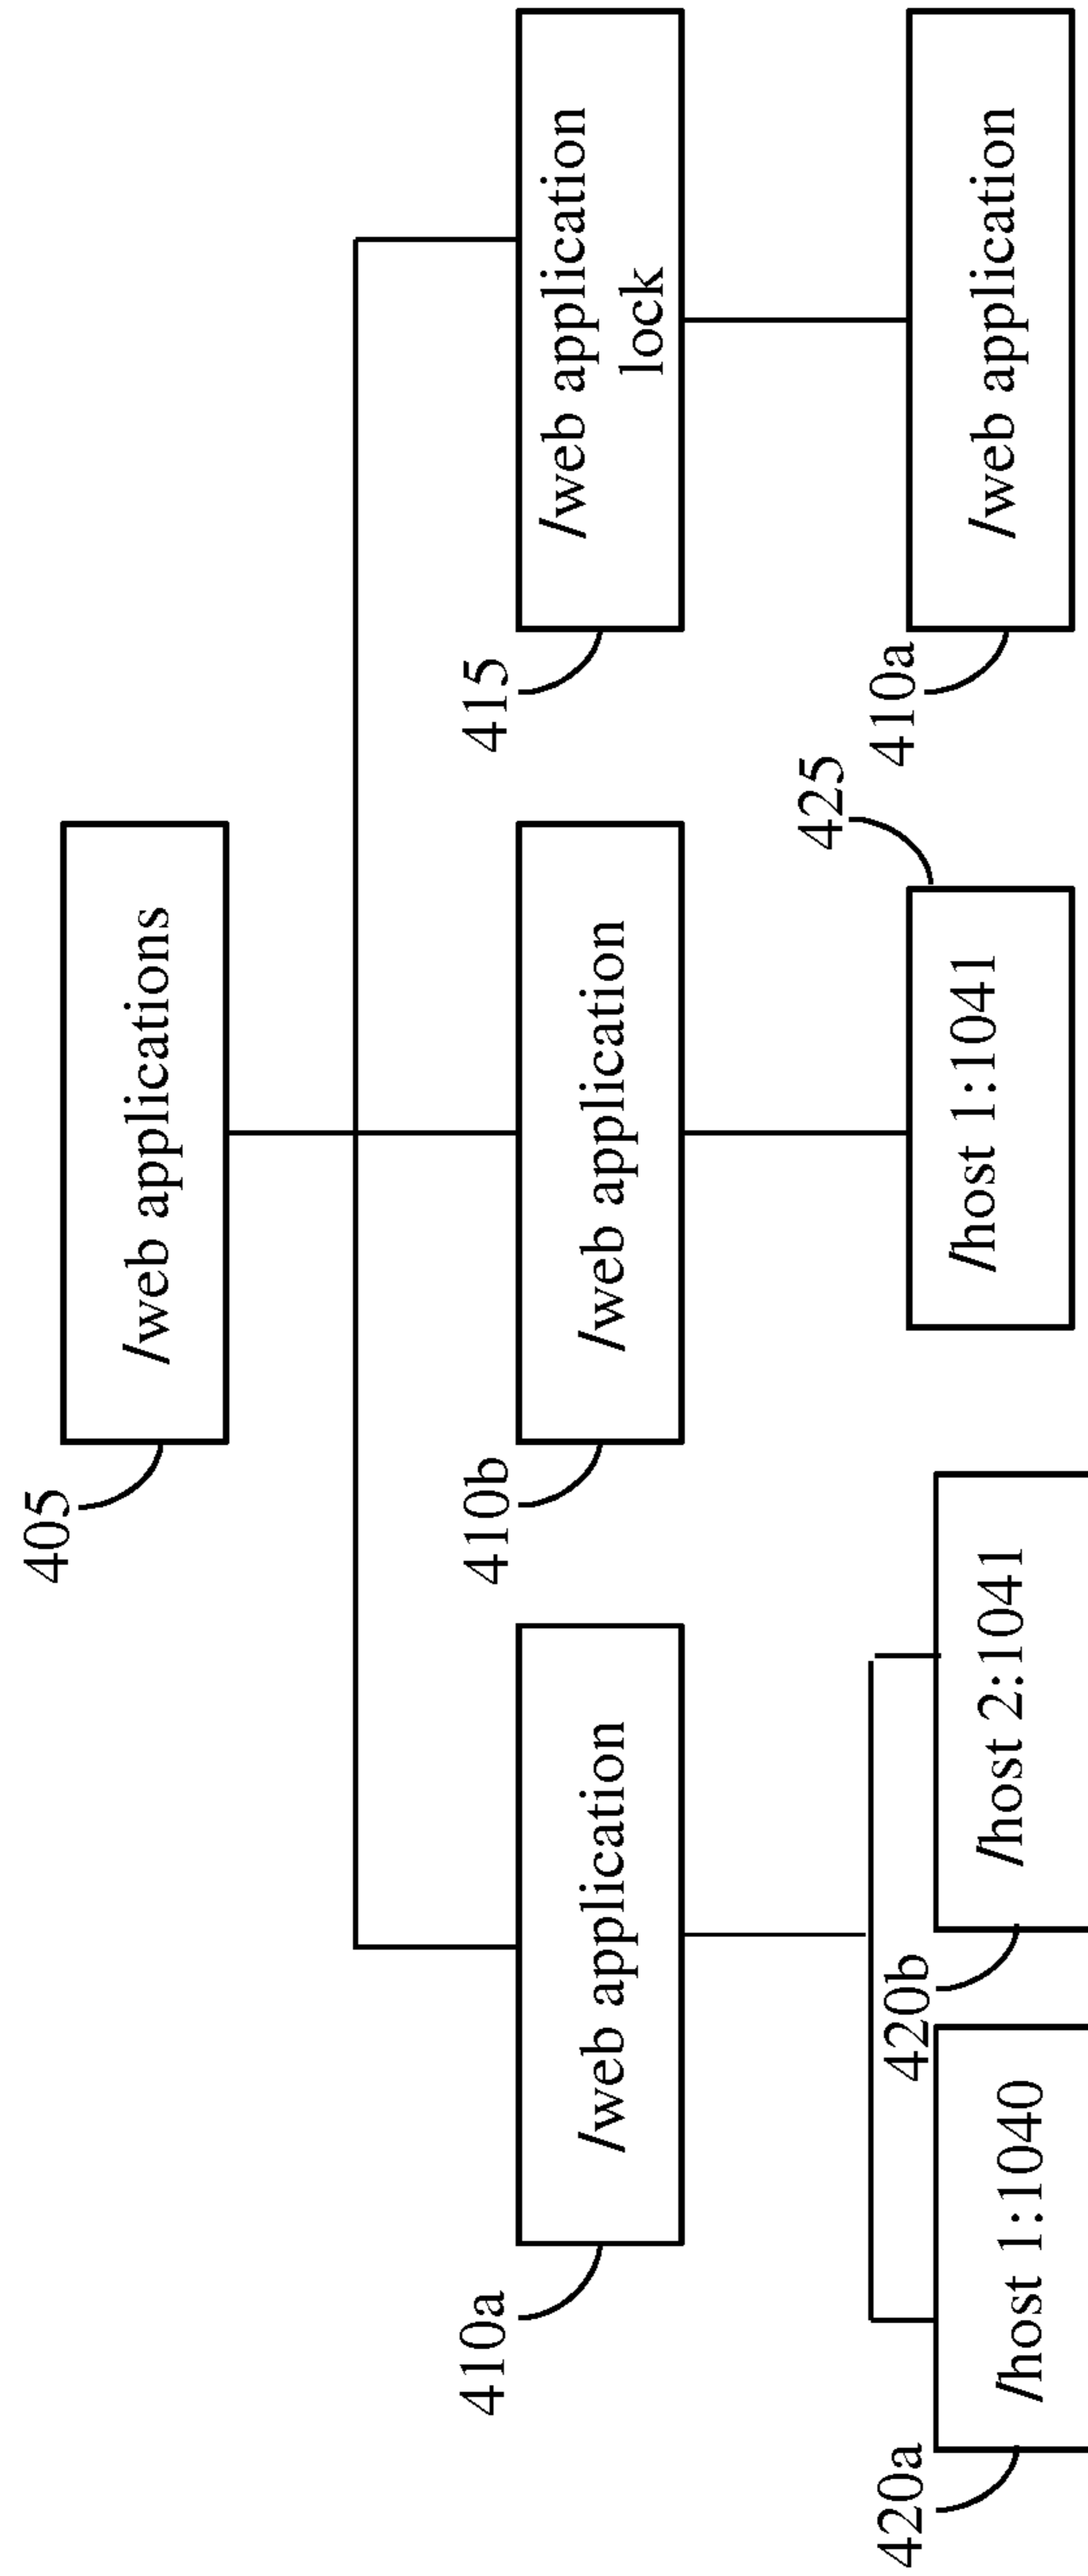 405
/web applications
410a
/web application
410b
/web application
415
/web application
lock
420a
/host 1:1040
420b
/host 2:1041
425
/host 1:1041
410a
/web application